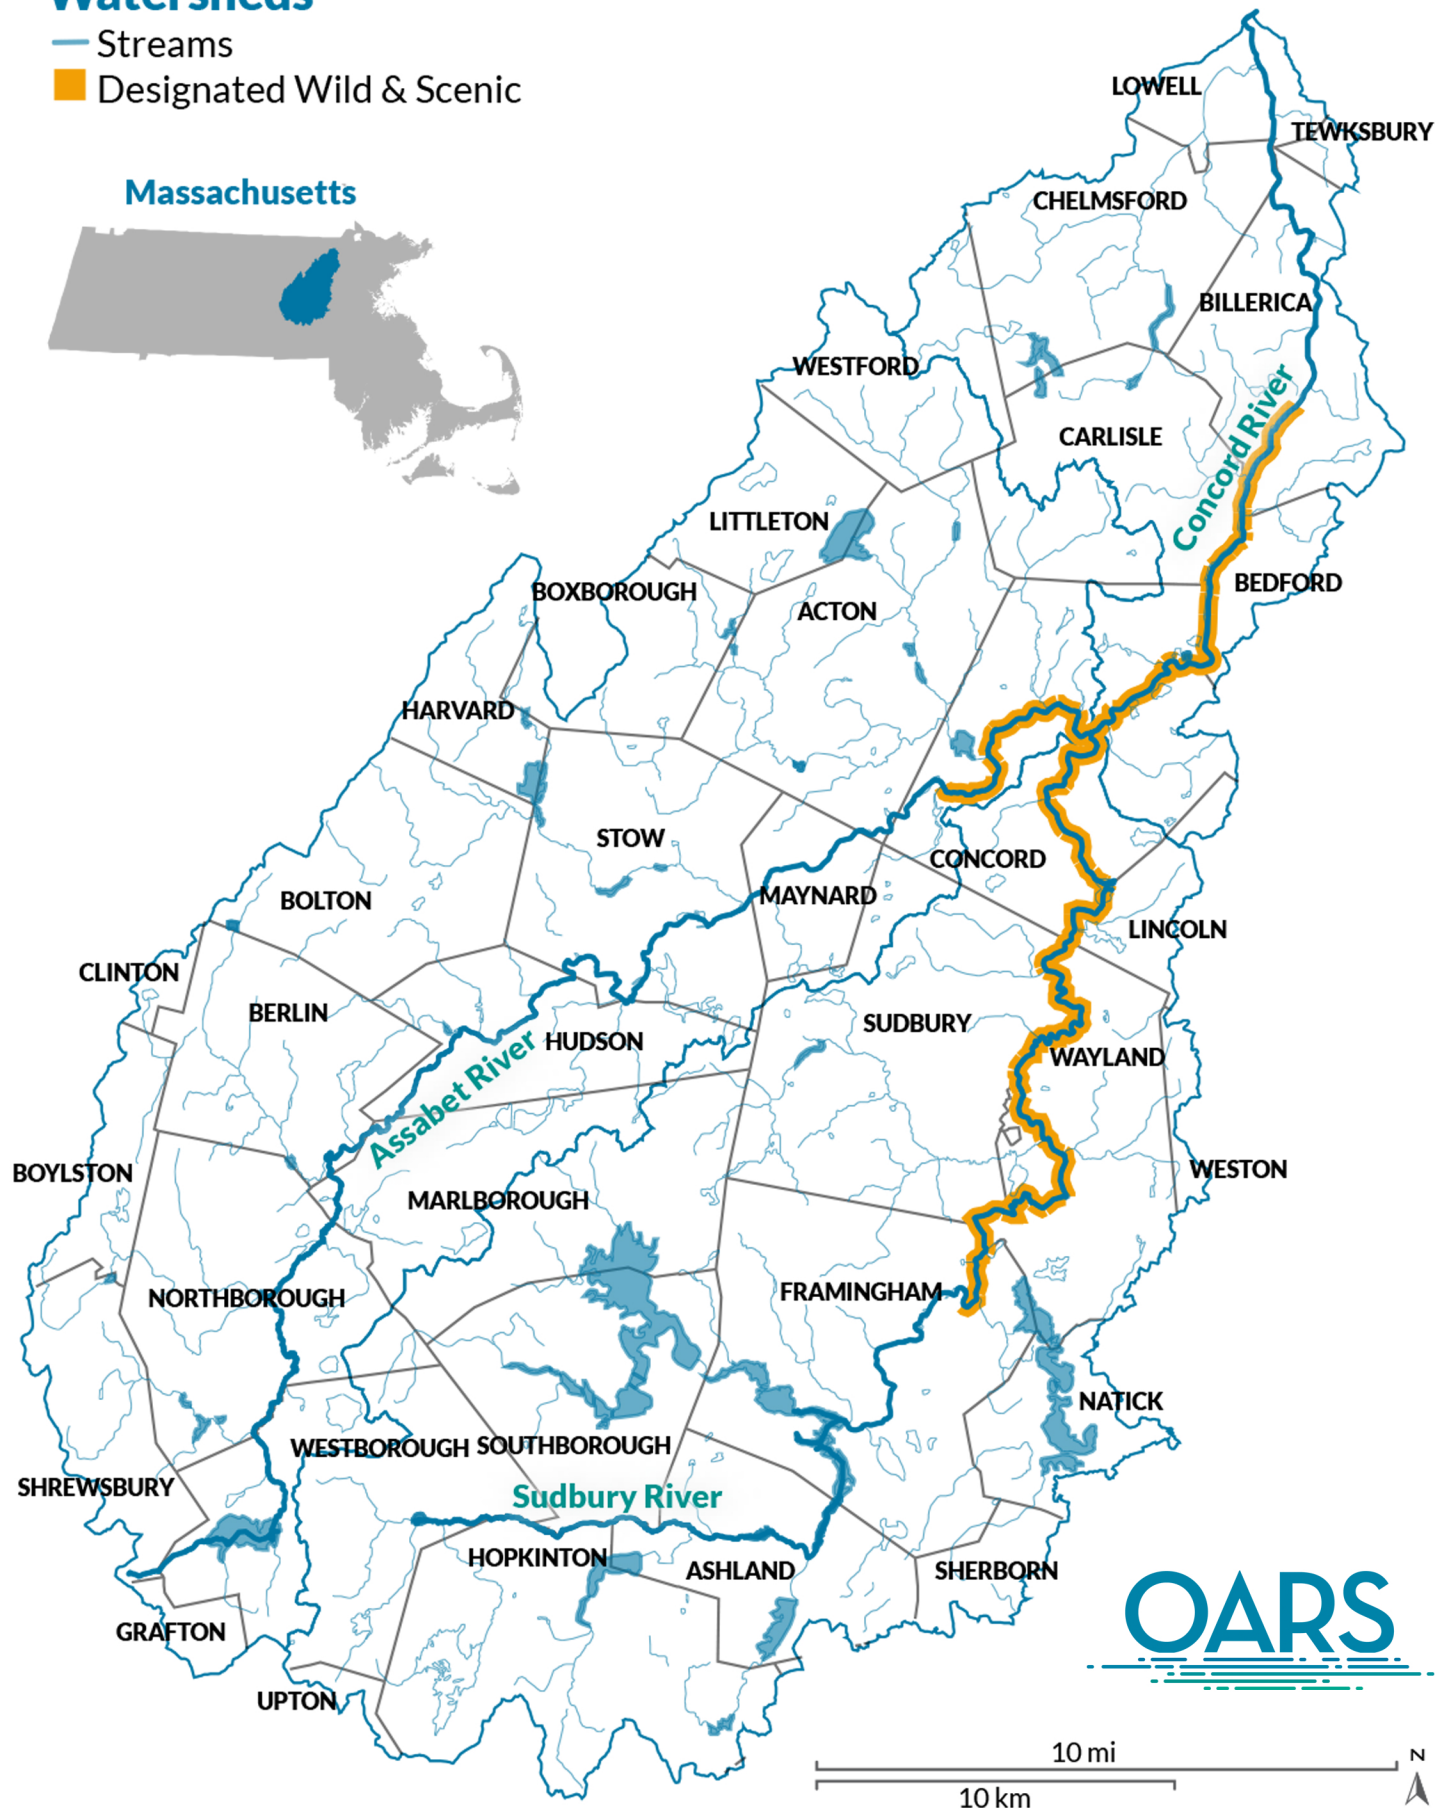 Watersheds
Streams
Designated Wild & Scenic
Massachusetts
LOWELL
TEWKSBURY
CHELMSFORD
BILLERICA
WESTFORD
Concord River
CARLISLE
LITTLETON
BEDFORD
BOXBOROUGH
ACTON
HARVARD
STOW
CONCORD
MAYNARD
BOLTON
LINCOLN
CLINTON
BERLIN
SUDBURY
HUDSON
WAYLAND
Assabet River
BOYLSTON
WESTON
MARLBOROUGH
NORTHBOROUGH
FRAMINGHAM
NATICK
WESTBOROUGH
SOUTHBOROUGH
SHREWSBURY
Sudbury River
HOPKINTON
ASHLAND
SHERBORN
GRAFTON
OARS
UPTON
10 mi
N
10 km